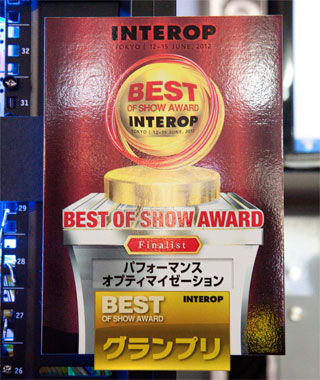 INTEROP
TOKYO | 12-15 JUNE, 2012
BEST
OF SHOW AWARD
INTEROP
TOKYO | 12-15 JUNE, 2012
BEST OF SHOW AWARD
Finalist
パフォーマンス
オプティマイゼーション
BEST
OF SHOW AWARD
INTEROP
グランプリ
32
31
27
26